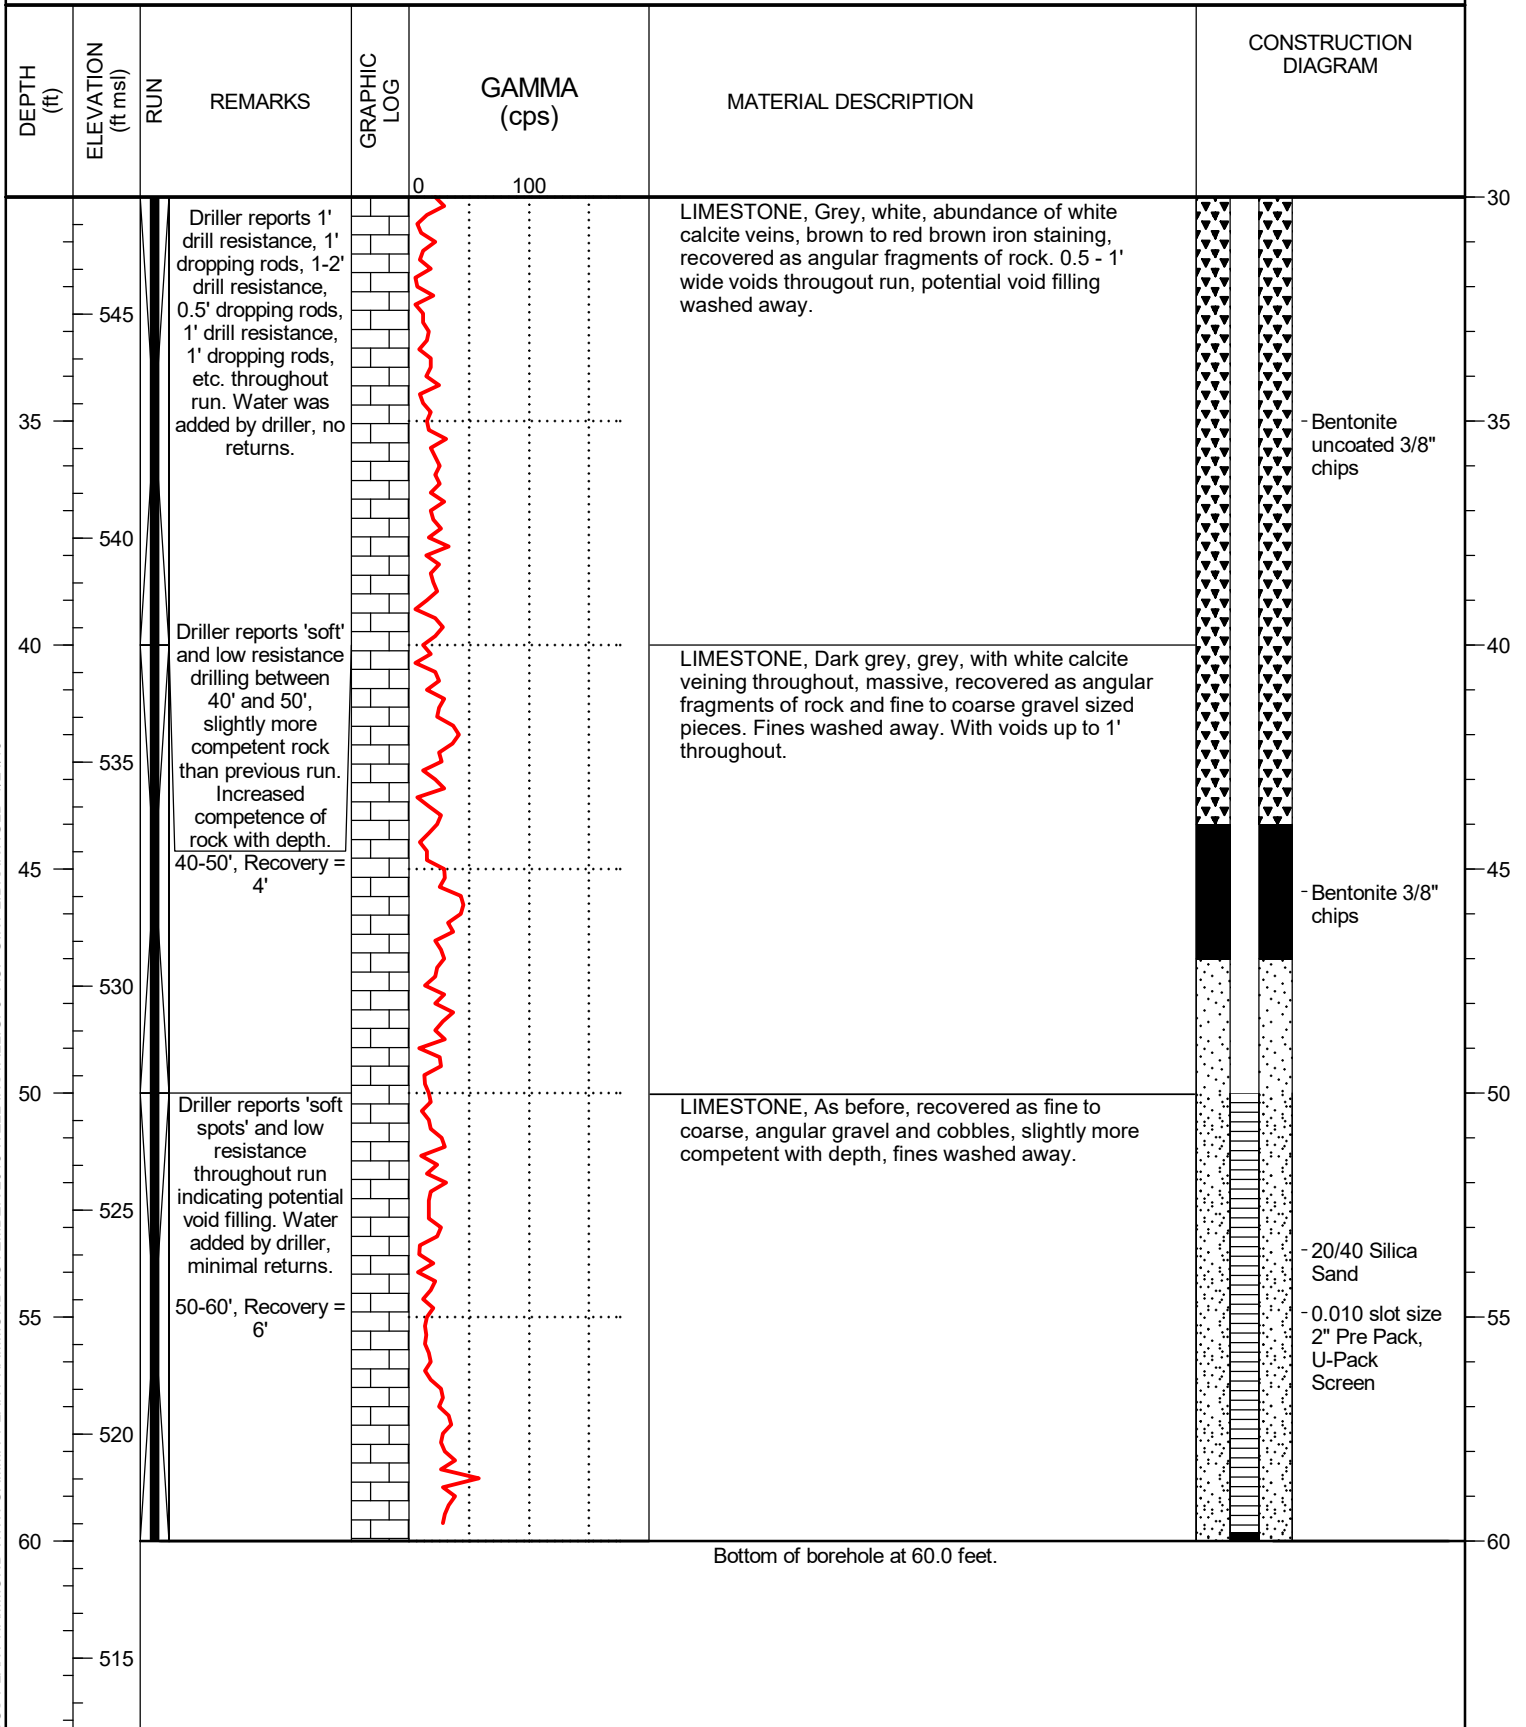 DEPTH
(ft)
ELEVATION
(ft msl)
RUN
REMARKS
GRAPHIC
LOG
GAMMA
(cps)
0 100
MATERIAL DESCRIPTION
CONSTRUCTION
DIAGRAM
30
Driller reports 1'
drill resistance, 1'
dropping rods, 1-2'
drill resistance,
0.5' dropping rods,
1' drill resistance,
1' dropping rods,
etc. throughout
run. Water was
added by driller, no
returns.
LIMESTONE, Grey, white, abundance of white
calcite veins, brown to red brown iron staining,
recovered as angular fragments of rock. 0.5 - 1'
wide voids througout run, potential void filling
washed away.
545
35
Bentonite
uncoated 3/8"
chips
35
540
40
Driller reports 'soft'
and low resistance
drilling between
40' and 50',
slightly more
competent rock
than previous run.
Increased
competence of
rock with depth.
40-50', Recovery =
4'
LIMESTONE, Dark grey, grey, with white calcite
veining throughout, massive, recovered as angular
fragments of rock and fine to coarse gravel sized
pieces. Fines washed away. With voids up to 1'
throughout.
40
535
45
Bentonite 3/8"
chips
45
530
50
Driller reports 'soft
spots' and low
resistance
throughout run
indicating potential
void filling. Water
added by driller,
minimal returns.
50-60', Recovery =
6'
LIMESTONE, As before, recovered as fine to
coarse, angular gravel and cobbles, slightly more
competent with depth, fines washed away.
50
525
20/40 Silica
Sand
55
0.010 slot size
2" Pre Pack,
U-Pack
Screen
55
520
60
Bottom of borehole at 60.0 feet.
60
515